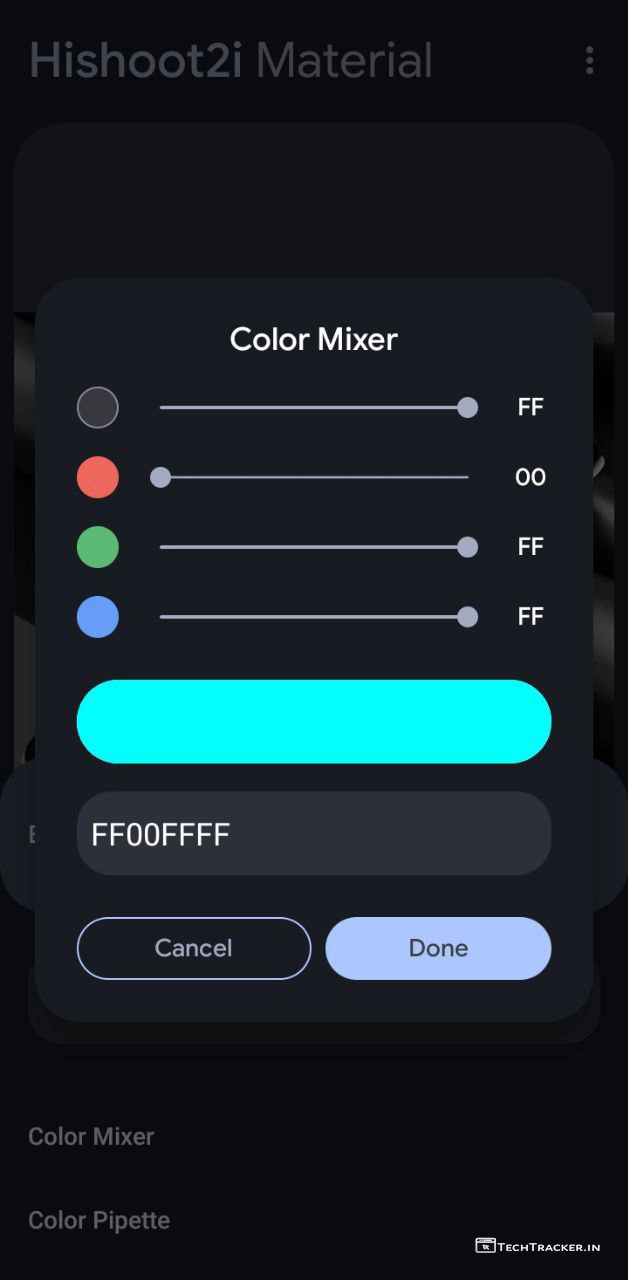 Hishoot2i Material
Color Mixer
FF
00
FF
FF
FF00FFFF
Cancel Done
Color Mixer
Color Pipette
TECHTRACKER.IN